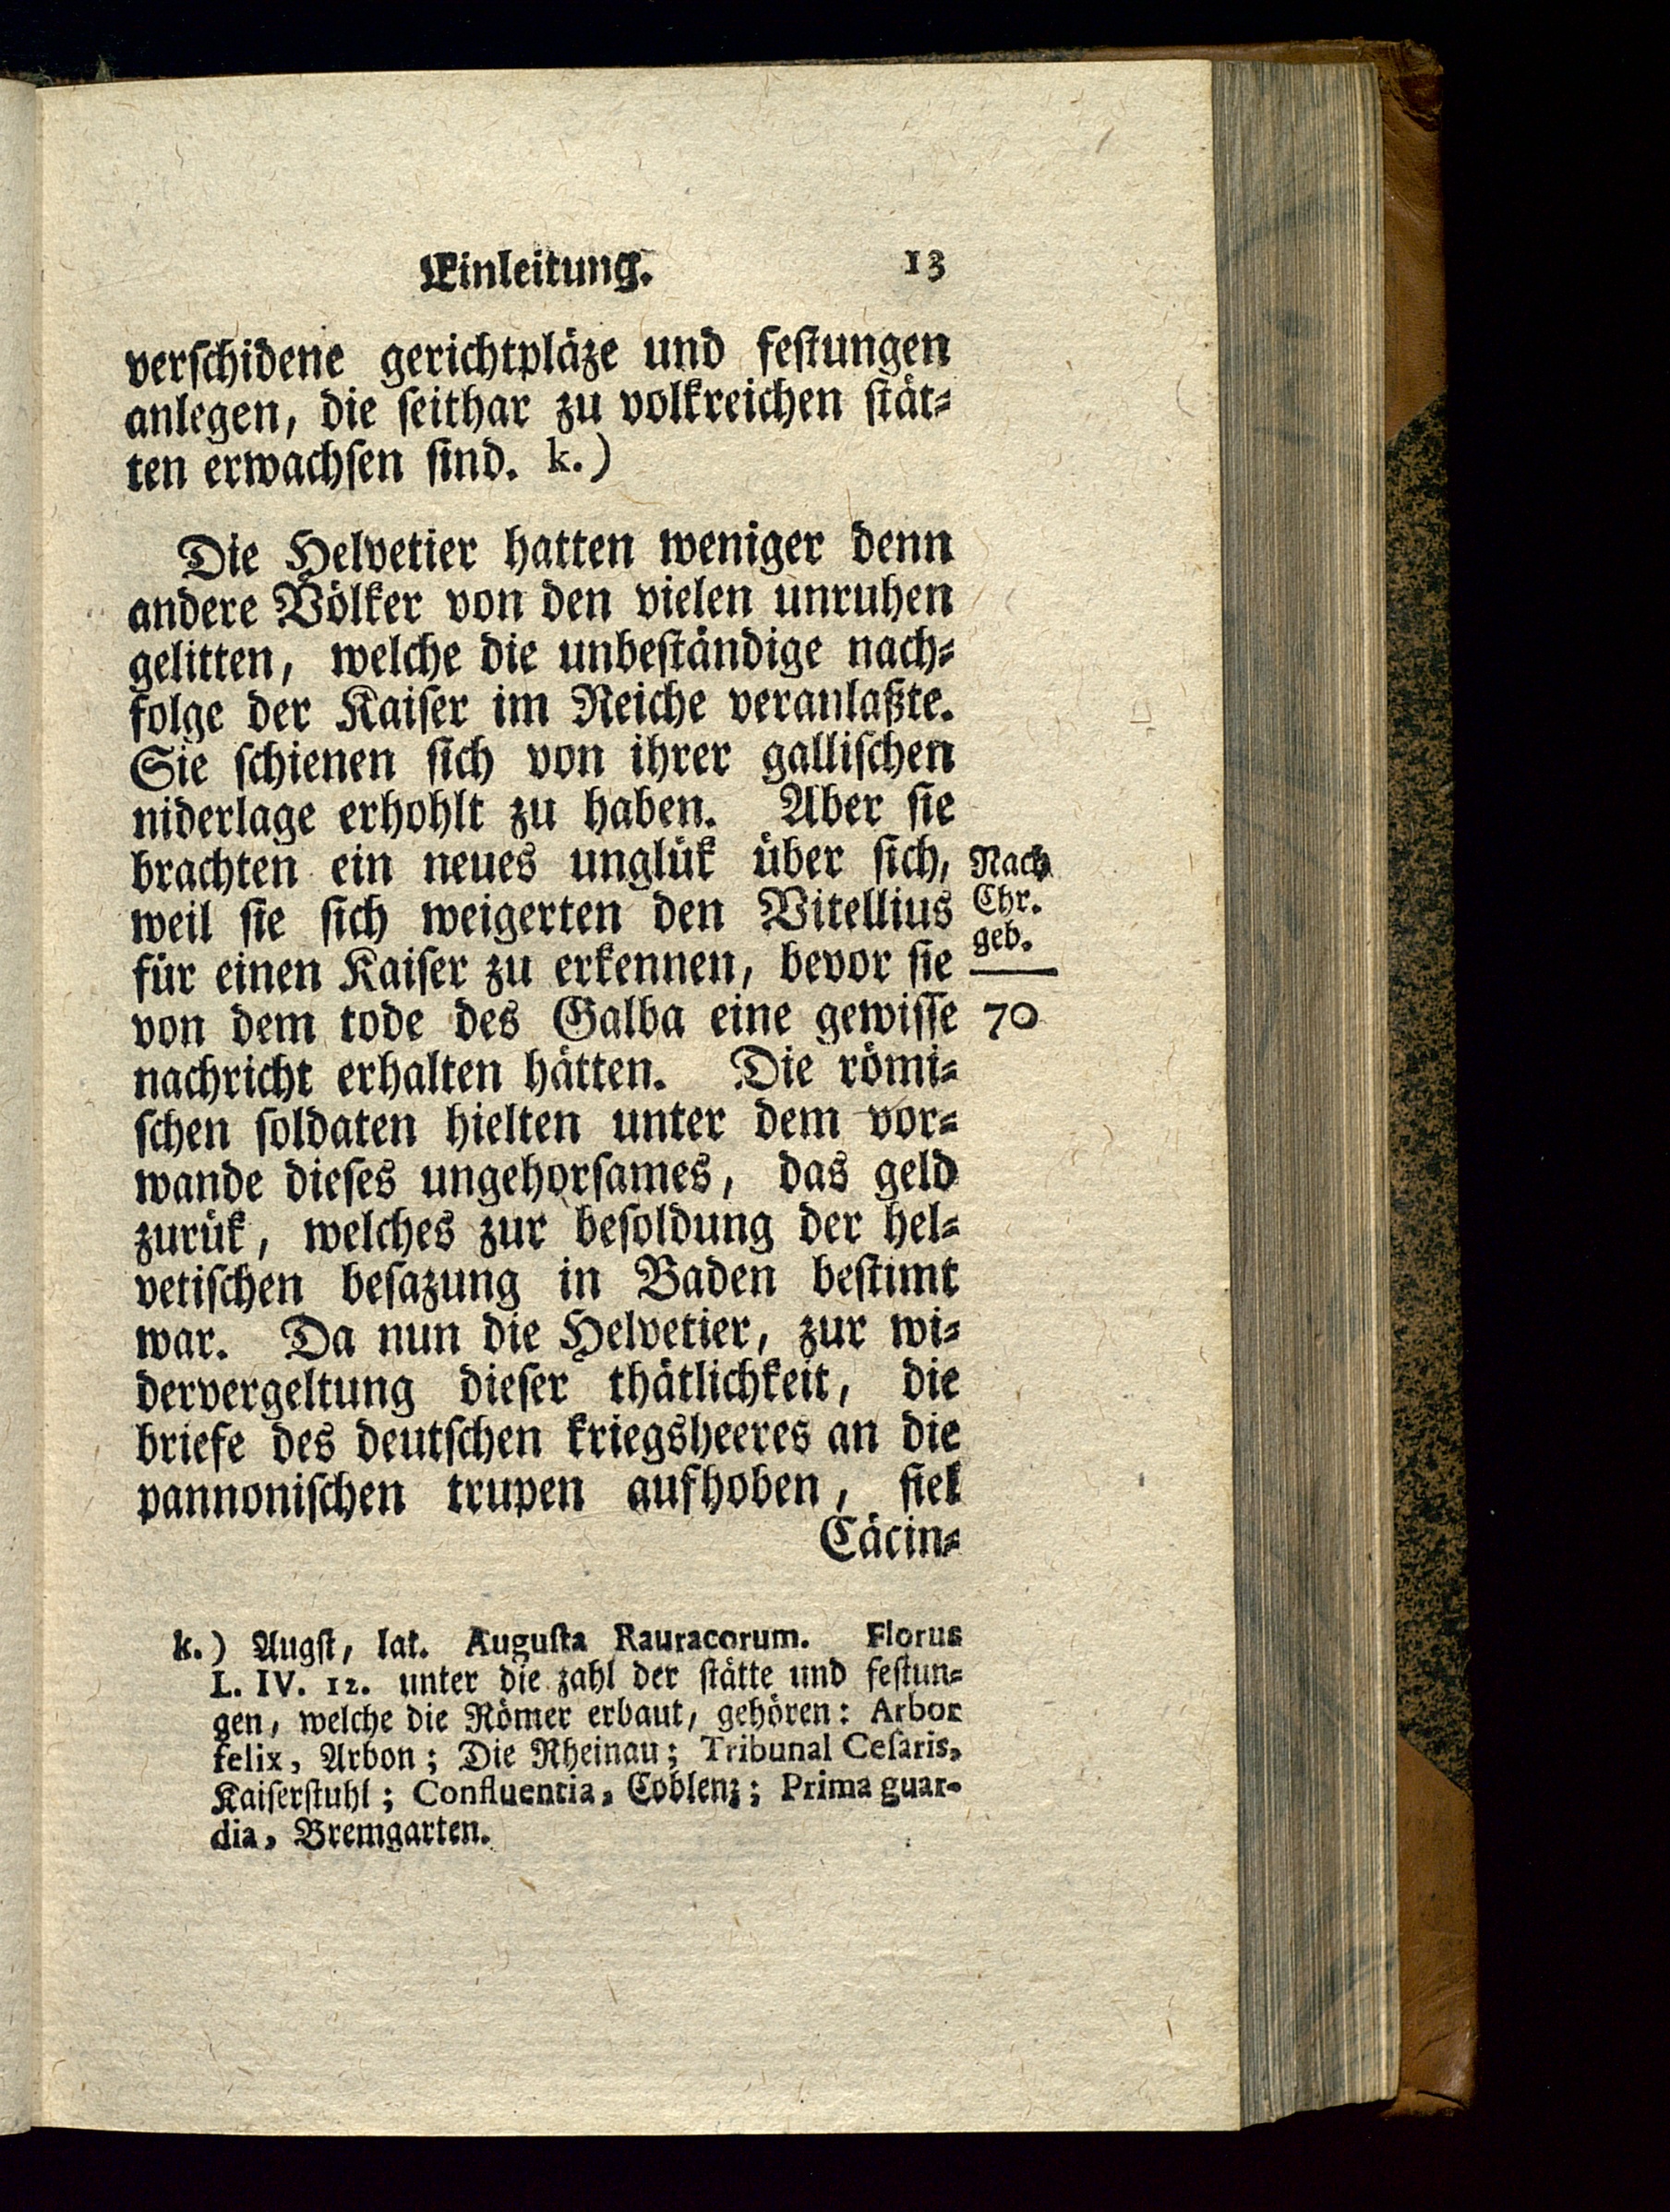 Einleitung. 13
verſchidene gerichtpläze und feſtungen
anlegen, die ſeithar zu volkreichen ſtät⸗
ten erwachſen ſind. k.)
Die Helvetier hatten weniger denn
andere Völker von den vielen unruhen
gelitten, welche die unbeſtändige nach⸗
folge der Kaiſer im Reiche veranlaßte.
Sie ſchienen ſich von ihrer galliſchen
niderlage erhohlt zu haben. Aber ſie
brachten ein neues unglük über ſich,
weil ſie ſich weigerten den Vitellius
für einen Kaiſer zu erkennen, bevor ſie
von dem tode des Galba eine gewiſſe
nachricht erhalten hätten. Die römi⸗
ſchen ſoldaten hielten unter dem vor⸗
wande dieſes ungehorſames, das geld
zurük, welches zur beſoldung der hel⸗
vetiſchen beſazung in Baden beſtimt
war. Da nun die Helvetier, zur wi⸗
dervergeltung dieſer thätlichkeit, die
briefe des deutſchen kriegsheeres an die
pannoniſchen trupen aufhoben, fiel
Cäcin⸗
Nach
Chr.
geb.
70
k.) Augſt, lat. Auguſta Rauracorum. Florus
L. IV. 12. unter die zahl der ſtätte und feſtun⸗
gen, welche die Römer erbaut, gehören: Arbor
felix, Arbon; Die Rheinau; Tribunal Ceſaris,
Kaiſerſtuhl; Confluentia, Coblenz; Prima guar-
dia, Bremgarten.